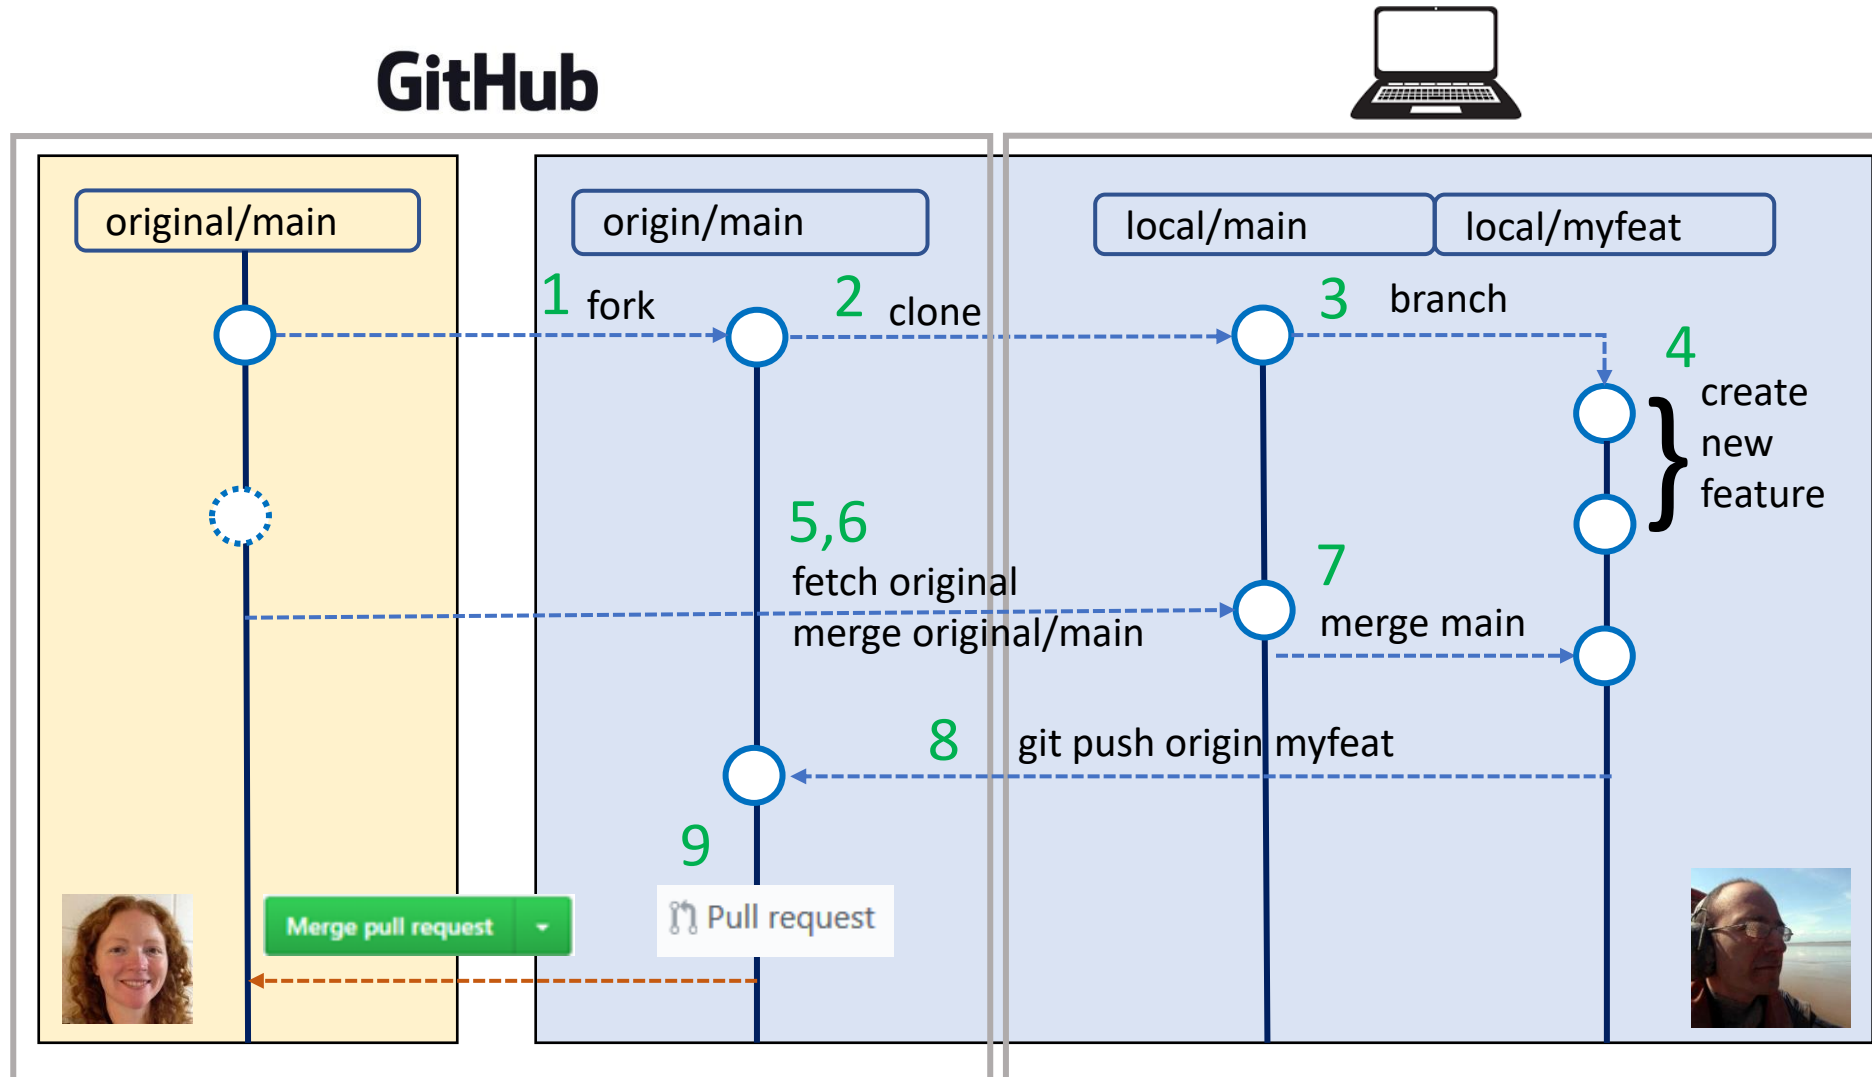 GitHub
original/main
origin/main
local/main
local/myfeat
1 fork
2 clone
3 branch
4
create
new
feature
5,6
fetch original
merge original/main
7
merge main
8 git push origin myfeat
9
Merge pull request
Pull request